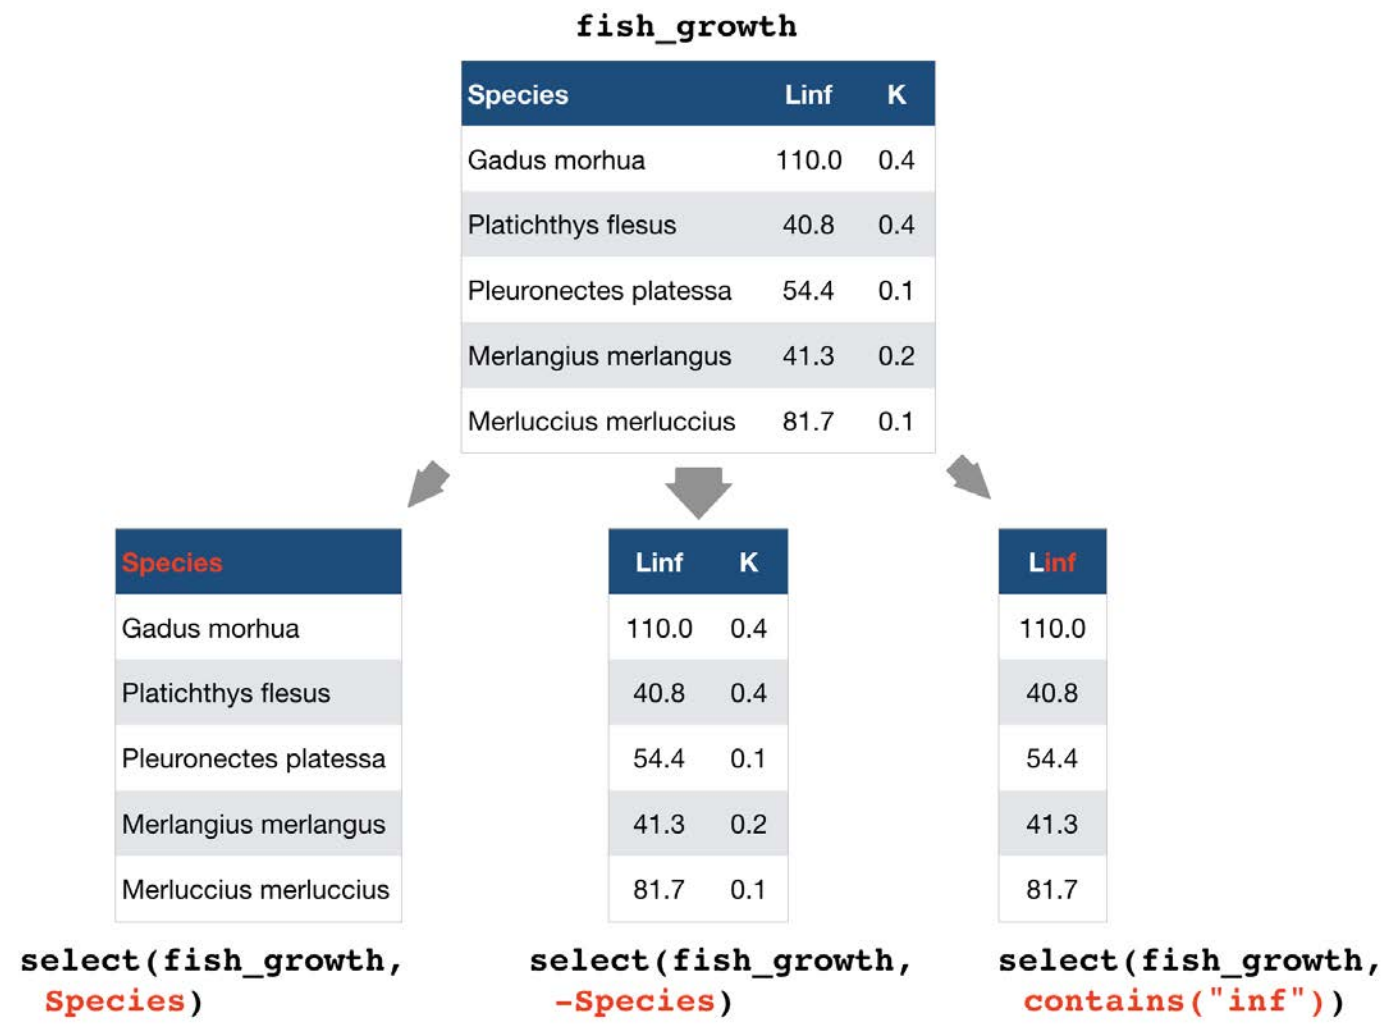 fish_growth
Species Linf K
Gadus morhua 110.0 0.4
Platichthys flesus 40.8 0.4
Pleuronectes platessa 54.4 0.1
Merlangius merlangus 41.3 0.2
Merluccius merluccius 81.7 0.1
Species
Gadus morhua
Platichthys flesus
Pleuronectes platessa
Merlangius merlangus
Merluccius merluccius
select(fish_growth,
Species)
Linf K
110.0 0.4
40.8 0.4
54.4 0.1
41.3 0.2
81.7 0.1
select(fish_growth,
-Species)
Linf
110.0
40.8
54.4
41.3
81.7
select(fish_growth,
contains("inf"))